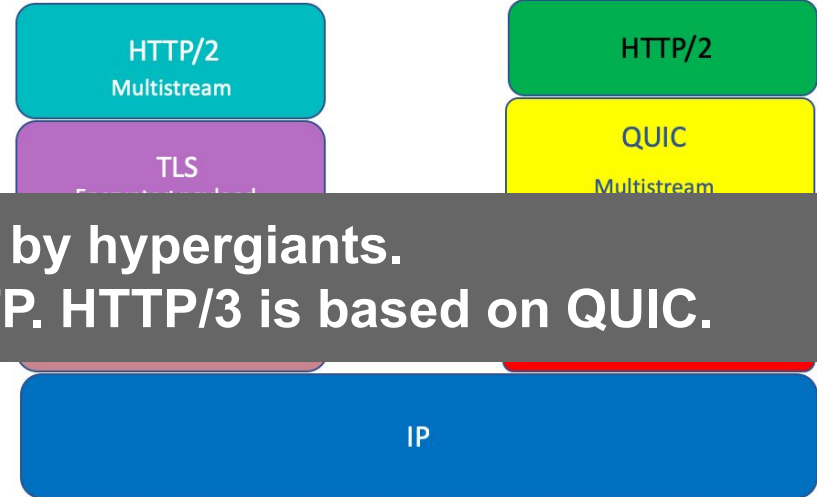 HTTP/2
Multistream
HTTP/2
TLS
QUIC
Multistream
by hypergiants.
P. HTTP/3 is based on QUIC.
IP